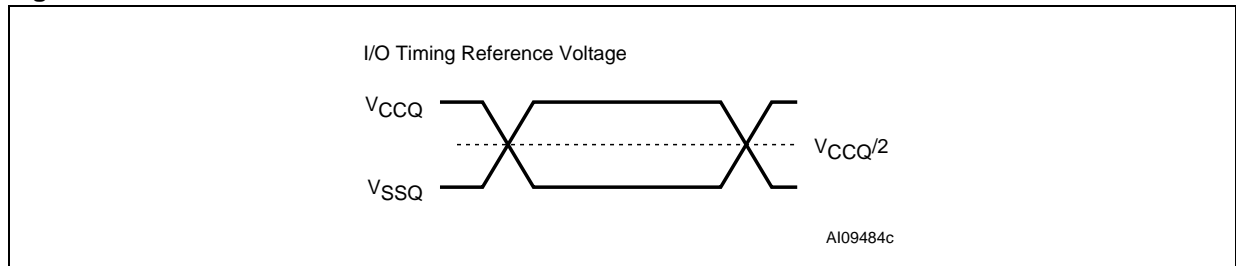 I/O Timing Reference Voltage
VCCQ
VCCQ/2
VSSQ
AI09484c